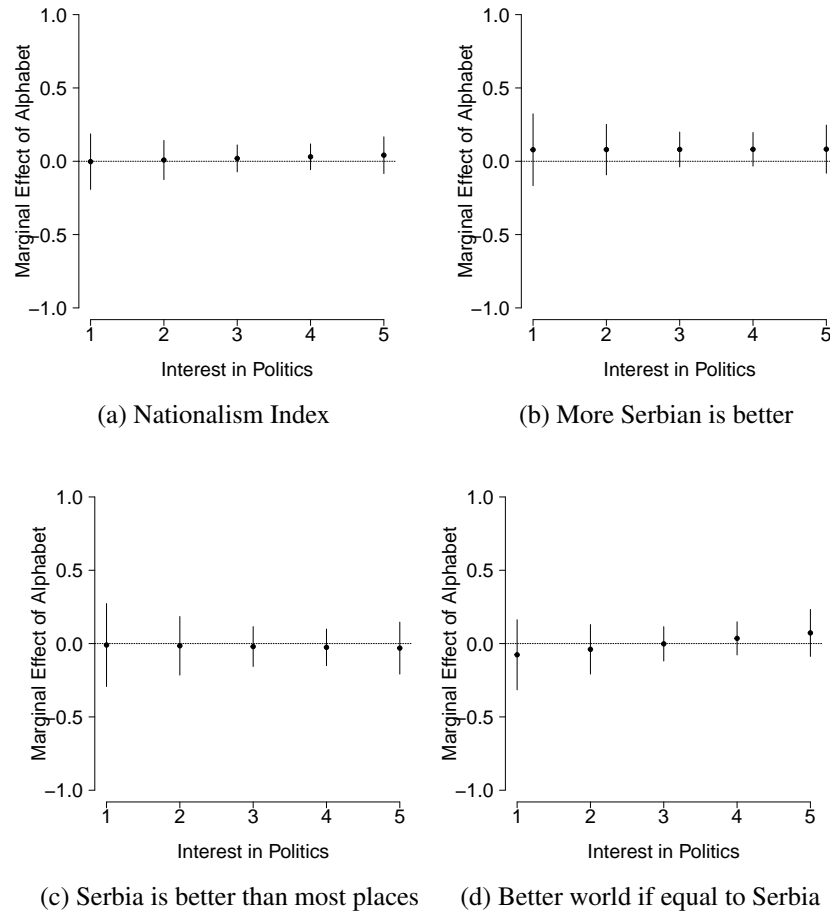 1.0
0.5
0.0
−0.5
−1.0
Marginal Effect of Alphabet
1 2 3 4 5
Interest in Politics
(a) Nationalism Index
1.0
0.5
0.0
−0.5
−1.0
Marginal Effect of Alphabet
1 2 3 4 5
Interest in Politics
(b) More Serbian is better
1.0
0.5
0.0
−0.5
−1.0
Marginal Effect of Alphabet
1 2 3 4 5
Interest in Politics
(c) Serbia is better than most places
1.0
0.5
0.0
−0.5
−1.0
Marginal Effect of Alphabet
1 2 3 4 5
Interest in Politics
(d) Better world if equal to Serbia